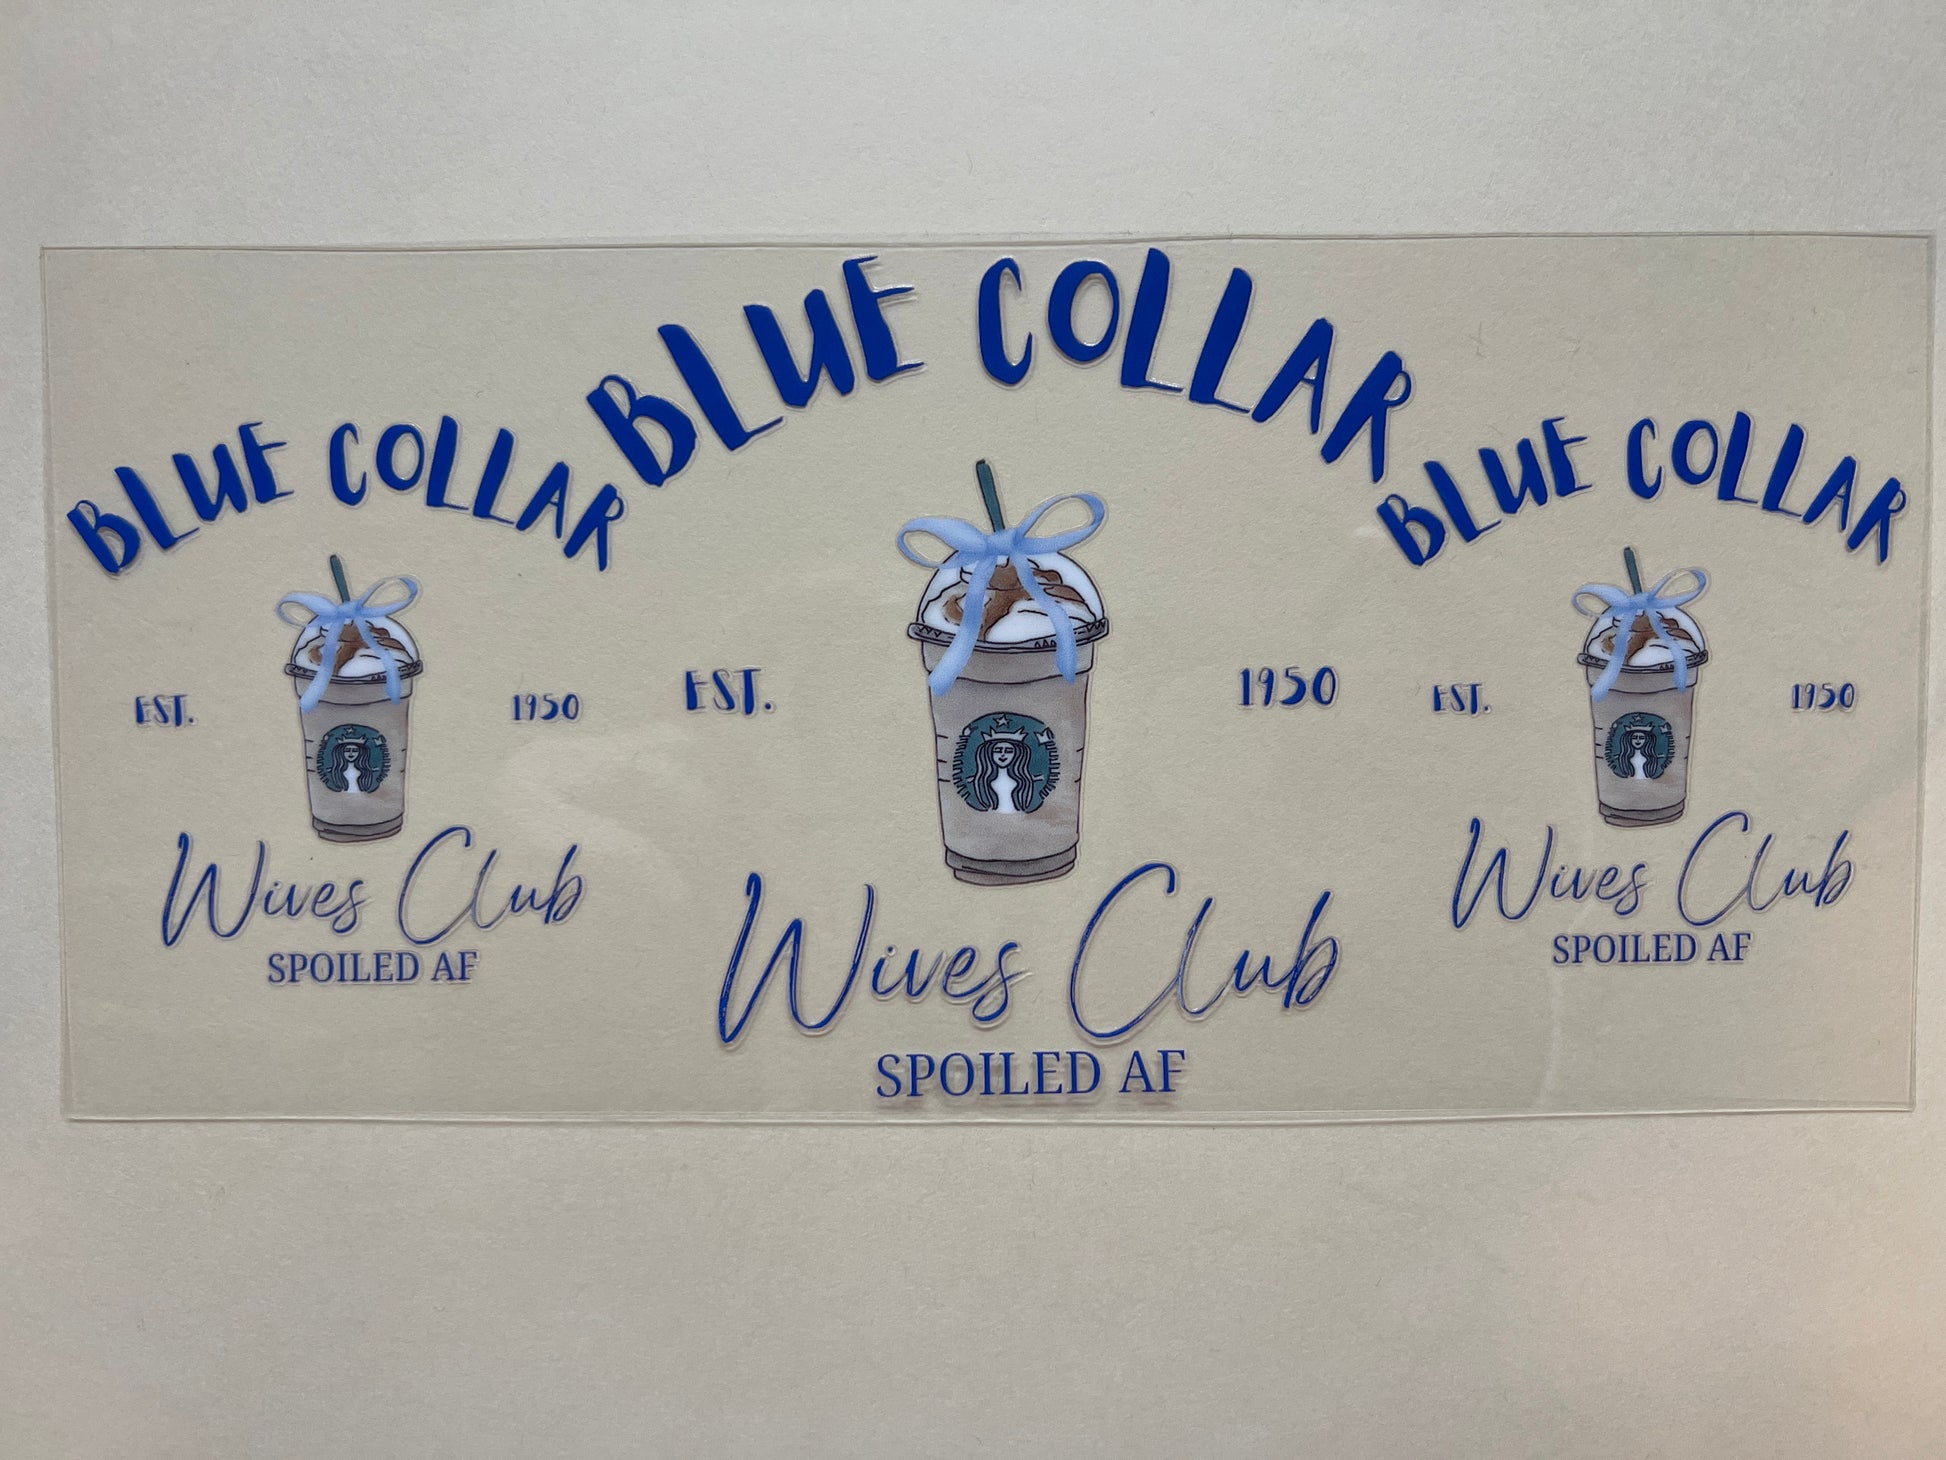 BLUE COLLAR
EST. 1950
Wives Club
SPOILED AF
BLUE COLLAR
EST. 1950
Wives Club
SPOILED AF
BLUE COLLAR
EST. 1950
Wives Club
SPOILED AF